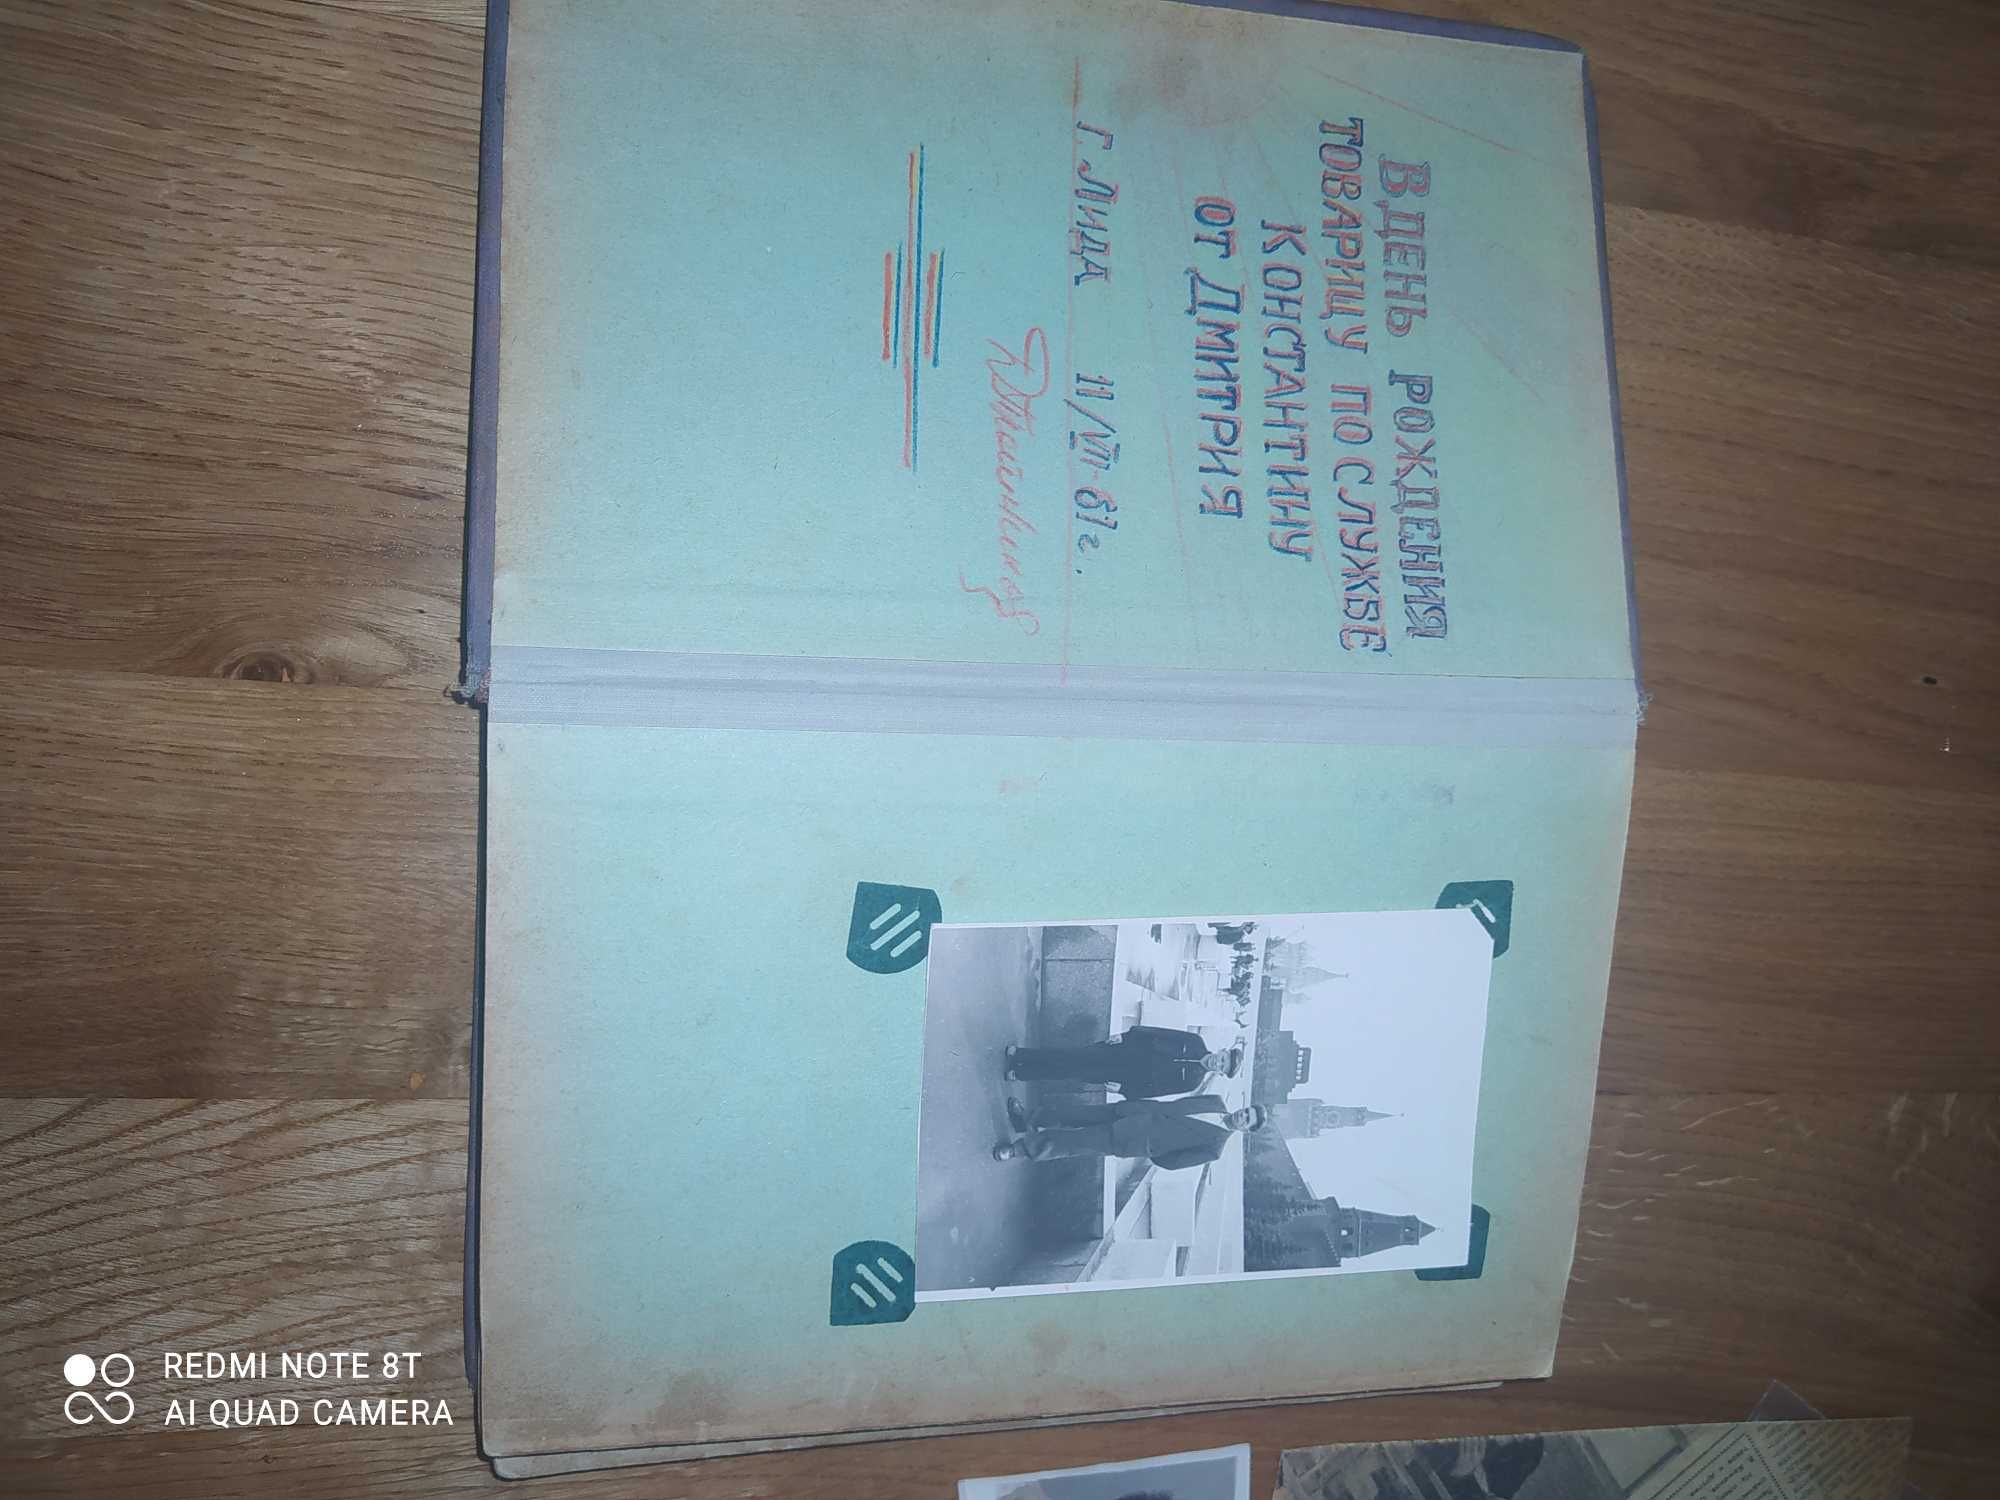 В ДЕНЬ РОЖДЕНИЯ
ТОВАРИЩУ ПО СЛУЖБЕ
КОНСТАНТИНУ
ОТ ДМИТРИЯ
г. ЛИДА 11/VII-61г.
REDMI NOTE 8T
AI QUAD CAMERA